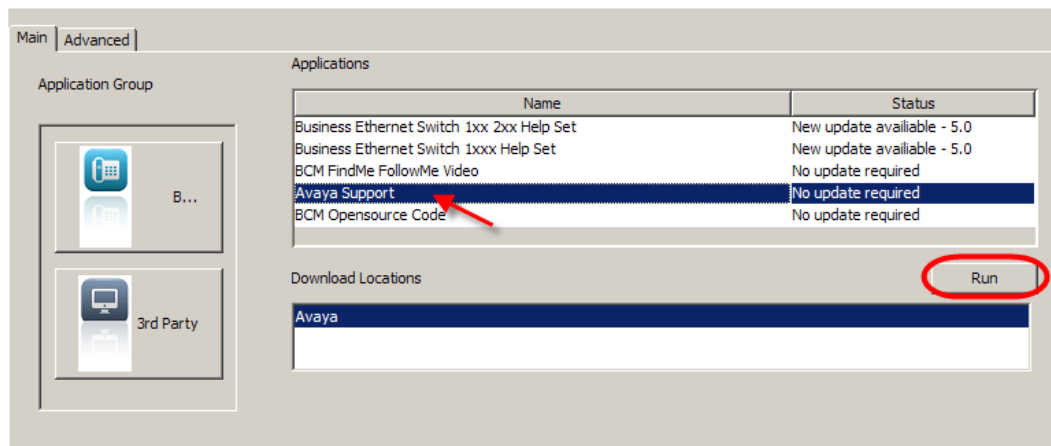 Main Advanced
Application Group
B...
3rd Party
Applications
Name Status
Business Ethernet Switch 1xx 2xx Help Set New update availiable - 5.0
Business Ethernet Switch 1xxx Help Set New update availiable - 5.0
BCM FindMe FollowMe Video No update required
Avaya Support No update required
BCM Opensource Code No update required
Download Locations Run
Avaya